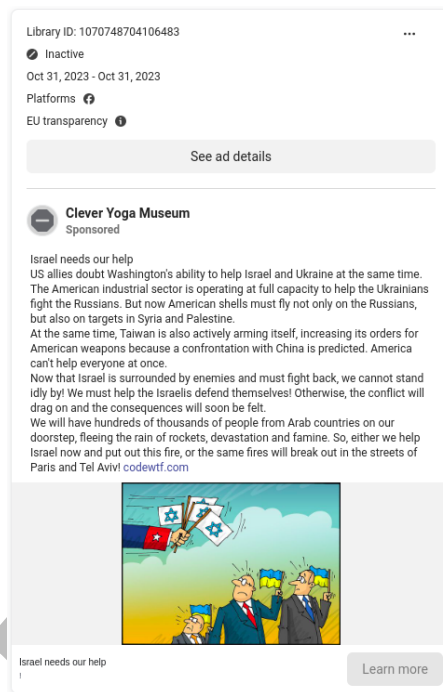 Library ID: 1070748704106483
Inactive
Oct 31, 2023 - Oct 31, 2023
Platforms
EU transparency
See ad details
Clever Yoga Museum
Sponsored
Israel needs our help
US allies doubt Washington's ability to help Israel and Ukraine at the same time.
The American industrial sector is operating at full capacity to help the Ukrainians
fight the Russians. But now American shells must fly not only on the Russians,
but also on targets in Syria and Palestine.
At the same time, Taiwan is also actively arming itself, increasing its orders for
American weapons because a confrontation with China is predicted. America
can't help everyone at once.
Now that Israel is surrounded by enemies and must fight back, we cannot stand
idly by! We must help the Israelis defend themselves! Otherwise, the conflict will
drag on and the consequences will soon be felt.
We will have hundreds of thousands of people from Arab countries on our
doorstep, fleeing the rain of rockets, devastation and famine. So, either we help
Israel now and put out this fire, or the same fires will break out in the streets of
Paris and Tel Aviv! codewtf.com
Israel needs our help
!
Learn more